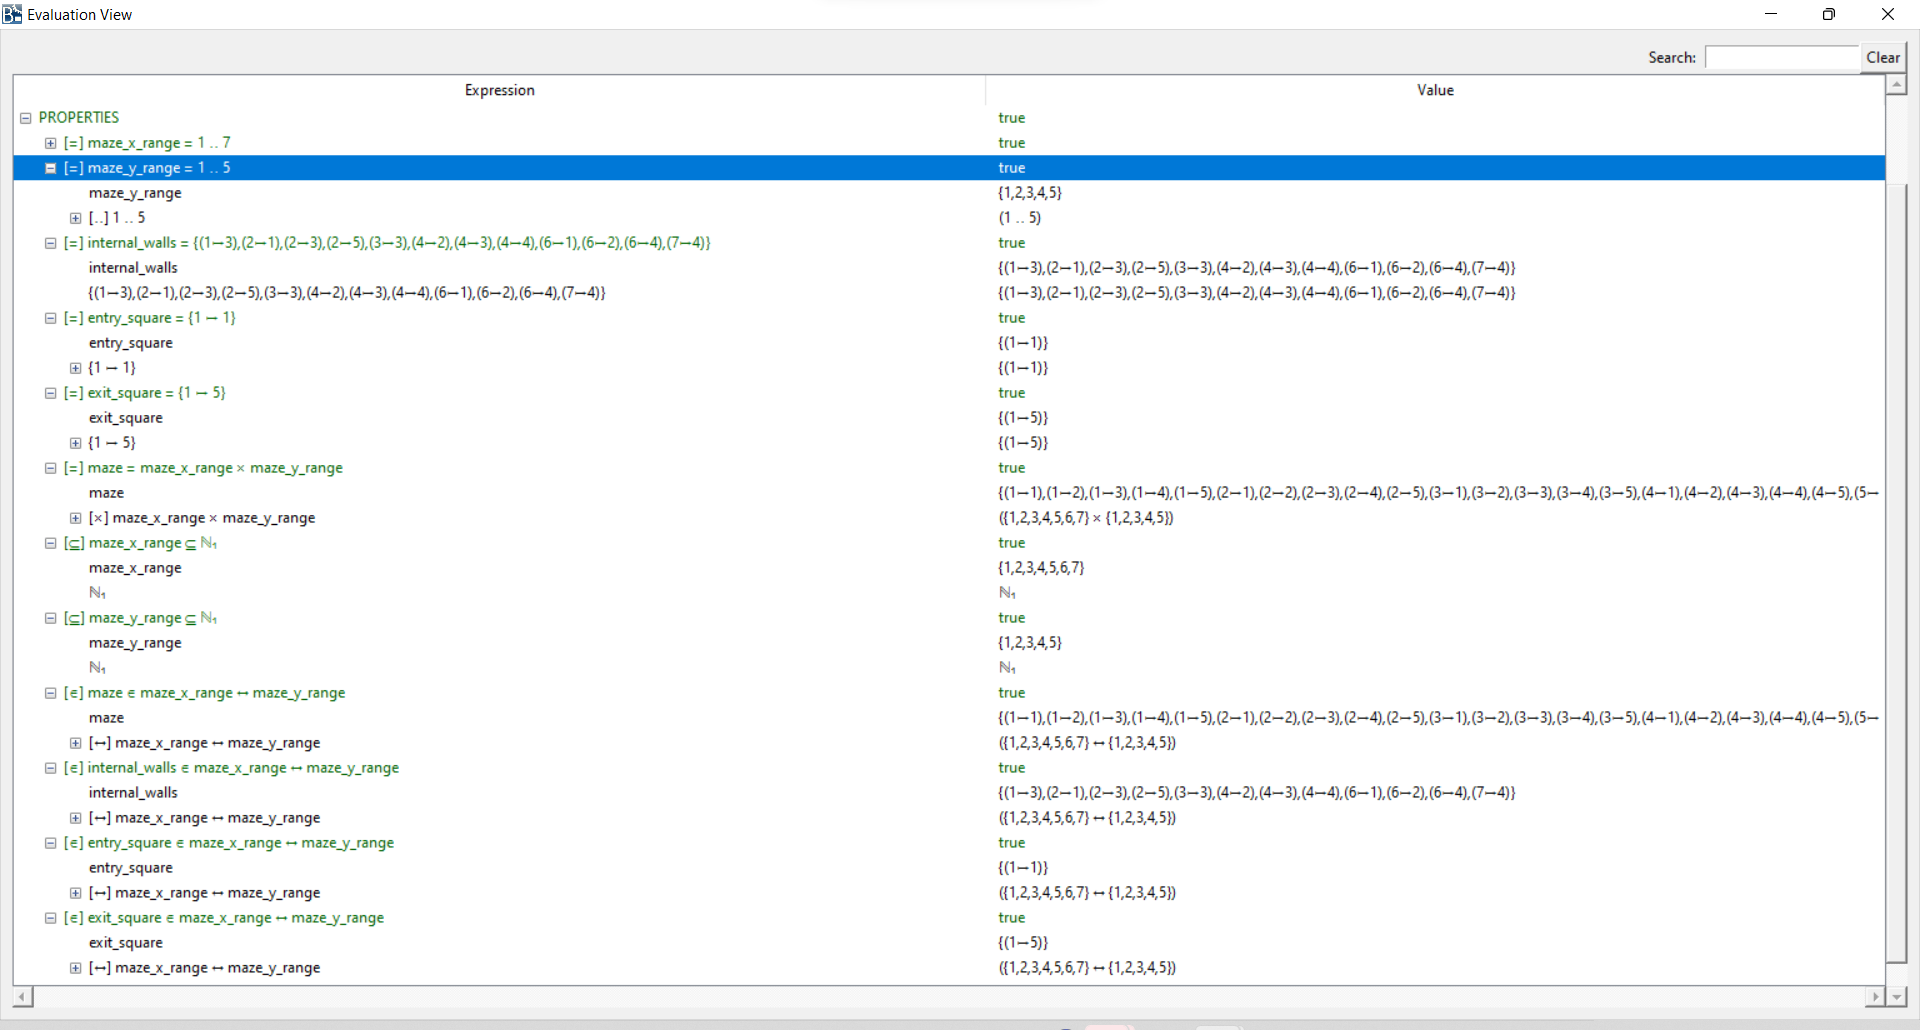 Evaluation View
Search: Clear
Expression Value
PROPERTIES true
[=] maze_x_range = 1 .. 7 true
[=] maze_y_range = 1 .. 5 true
maze_y_range {1,2,3,4,5}
[..] 1 .. 5 (1 .. 5)
[=] internal_walls = {(1↦3),(2↦1),(2↦3),(2↦5),(3↦3),(4↦2),(4↦3),(4↦4),(6↦1),(6↦2),(6↦4),(7↦4)} true
internal_walls {(1↦3),(2↦1),(2↦3),(2↦5),(3↦3),(4↦2),(4↦3),(4↦4),(6↦1),(6↦2),(6↦4),(7↦4)}
{(1↦3),(2↦1),(2↦3),(2↦5),(3↦3),(4↦2),(4↦3),(4↦4),(6↦1),(6↦2),(6↦4),(7↦4)} {(1↦3),(2↦1),(2↦3),(2↦5),(3↦3),(4↦2),(4↦3),(4↦4),(6↦1),(6↦2),(6↦4),(7↦4)}
[=] entry_square = {1 ↦ 1} true
entry_square {(1↦1)}
{1 ↦ 1} {(1↦1)}
[=] exit_square = {1 ↦ 5} true
exit_square {(1↦5)}
{1 ↦ 5} {(1↦5)}
[=] maze = maze_x_range × maze_y_range true
maze {(1↦1),(1↦2),(1↦3),(1↦4),(1↦5),(2↦1),(2↦2),(2↦3),(2↦4),(2↦5),(3↦1),(3↦2),(3↦3),(3↦4),(3↦5),(4↦1),(4↦2),(4↦3),(4↦4),(4↦5),(5↦
[×] maze_x_range × maze_y_range ({1,2,3,4,5,6,7} × {1,2,3,4,5})
[⊆] maze_x_range ⊆ ℕ₁ true
maze_x_range {1,2,3,4,5,6,7}
ℕ₁ ℕ₁
[⊆] maze_y_range ⊆ ℕ₁ true
maze_y_range {1,2,3,4,5}
ℕ₁ ℕ₁
[∈] maze ∈ maze_x_range ↔ maze_y_range true
maze {(1↦1),(1↦2),(1↦3),(1↦4),(1↦5),(2↦1),(2↦2),(2↦3),(2↦4),(2↦5),(3↦1),(3↦2),(3↦3),(3↦4),(3↦5),(4↦1),(4↦2),(4↦3),(4↦4),(4↦5),(5↦
[↔] maze_x_range ↔ maze_y_range ({1,2,3,4,5,6,7} ↔ {1,2,3,4,5})
[∈] internal_walls ∈ maze_x_range ↔ maze_y_range true
internal_walls {(1↦3),(2↦1),(2↦3),(2↦5),(3↦3),(4↦2),(4↦3),(4↦4),(6↦1),(6↦2),(6↦4),(7↦4)}
[↔] maze_x_range ↔ maze_y_range ({1,2,3,4,5,6,7} ↔ {1,2,3,4,5})
[∈] entry_square ∈ maze_x_range ↔ maze_y_range true
entry_square {(1↦1)}
[↔] maze_x_range ↔ maze_y_range ({1,2,3,4,5,6,7} ↔ {1,2,3,4,5})
[∈] exit_square ∈ maze_x_range ↔ maze_y_range true
exit_square {(1↦5)}
[↔] maze_x_range ↔ maze_y_range ({1,2,3,4,5,6,7} ↔ {1,2,3,4,5})